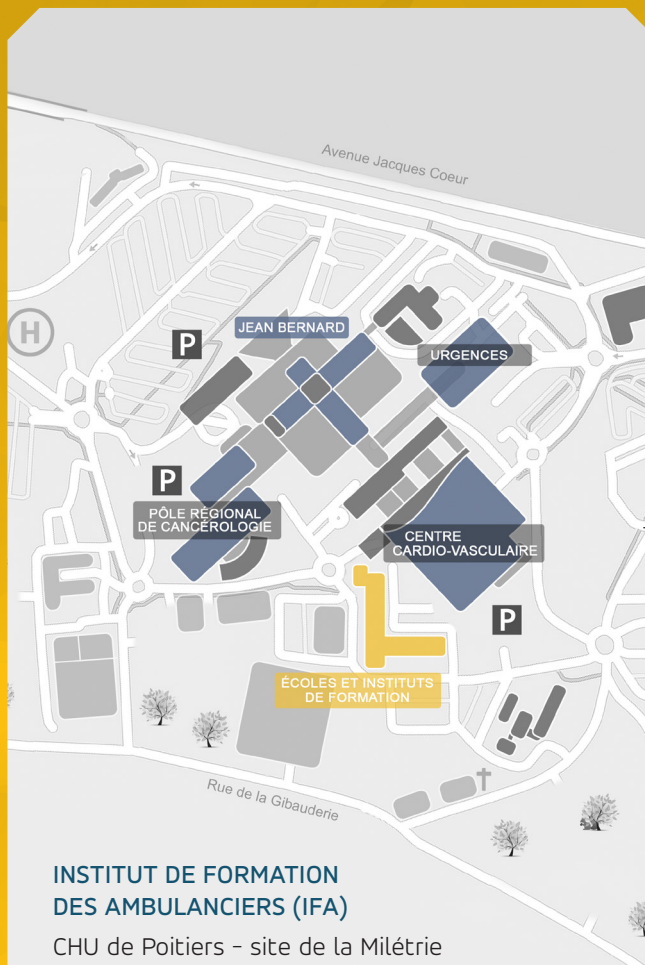 Avenue Jacques Coeur
H
JEAN BERNARD
P
URGENCES
P
PÔLE RÉGIONAL
DE CANCÉROLOGIE
CENTRE
CARDIO-VASCULAIRE
P
ÉCOLES ET INSTITUTS
DE FORMATION
Rue de la Gibauderie
INSTITUT DE FORMATION
DES AMBULANCIERS (IFA)
CHU de Poitiers - site de la Milétrie